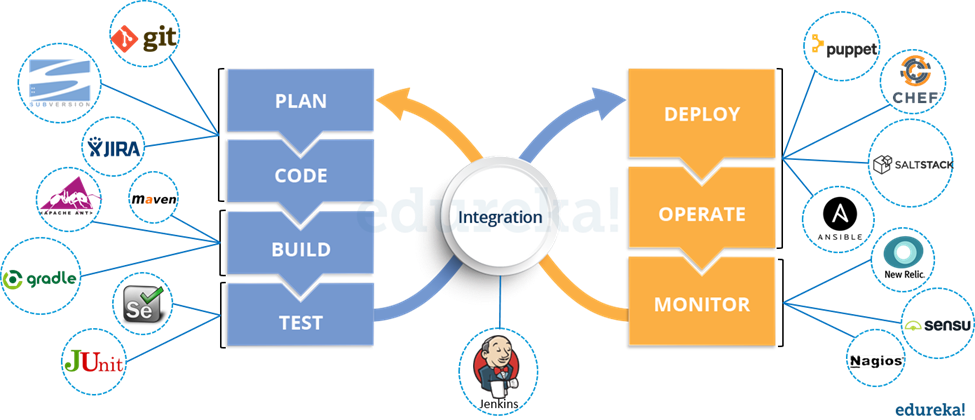 git
SUBVERSION
JIRA
APACHE ANT
maven
gradle
Se
JUnit
PLAN
CODE
BUILD
TEST
edureka!
Integration
Jenkins
DEPLOY
OPERATE
MONITOR
puppet
CHEF
SALTSTACK
ANSIBLE
New Relic.
sensu
Nagios
edureka!